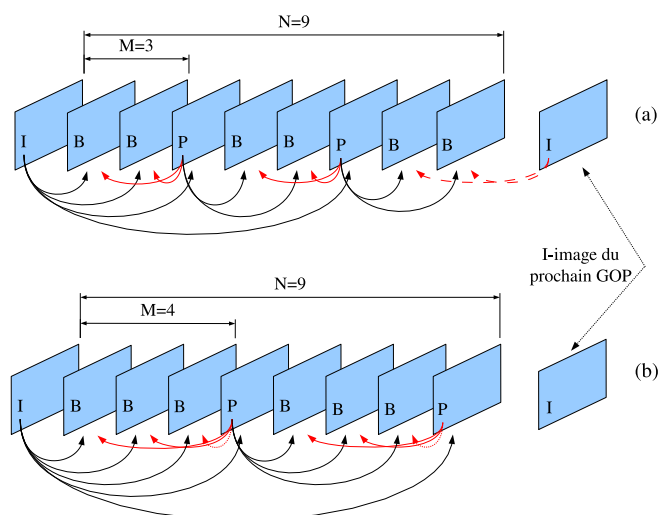 N=9
M=3
I B B P B B P B B I
(a)
I-image du
prochain GOP
N=9
M=4
I B B B P B B B P I
(b)